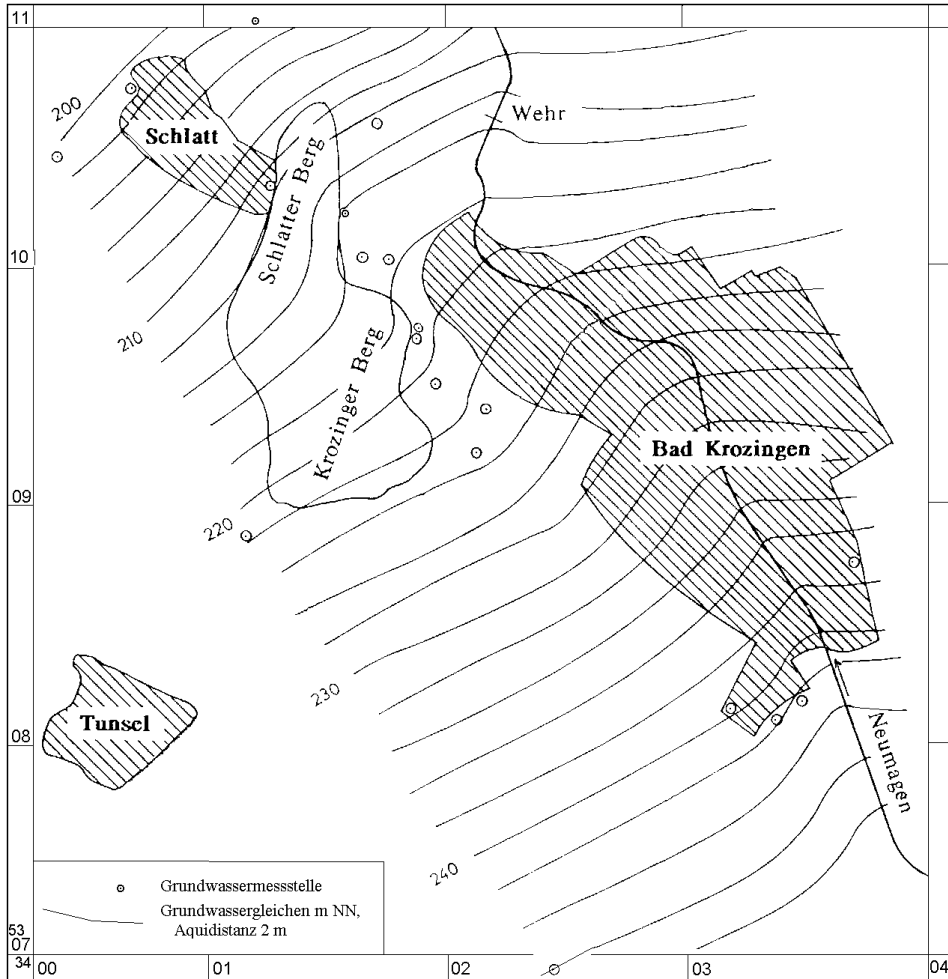 11
200
Schlatt
Wehr
Schlatter Berg
10
210
Krozinger Berg
Bad Krozingen
09
220
230
Tunsel
08
Neumagen
240
Grundwassermessstelle
Grundwassergleichen m NN,
Aquidistanz 2 m
53
07
34
00
01
02
03
04